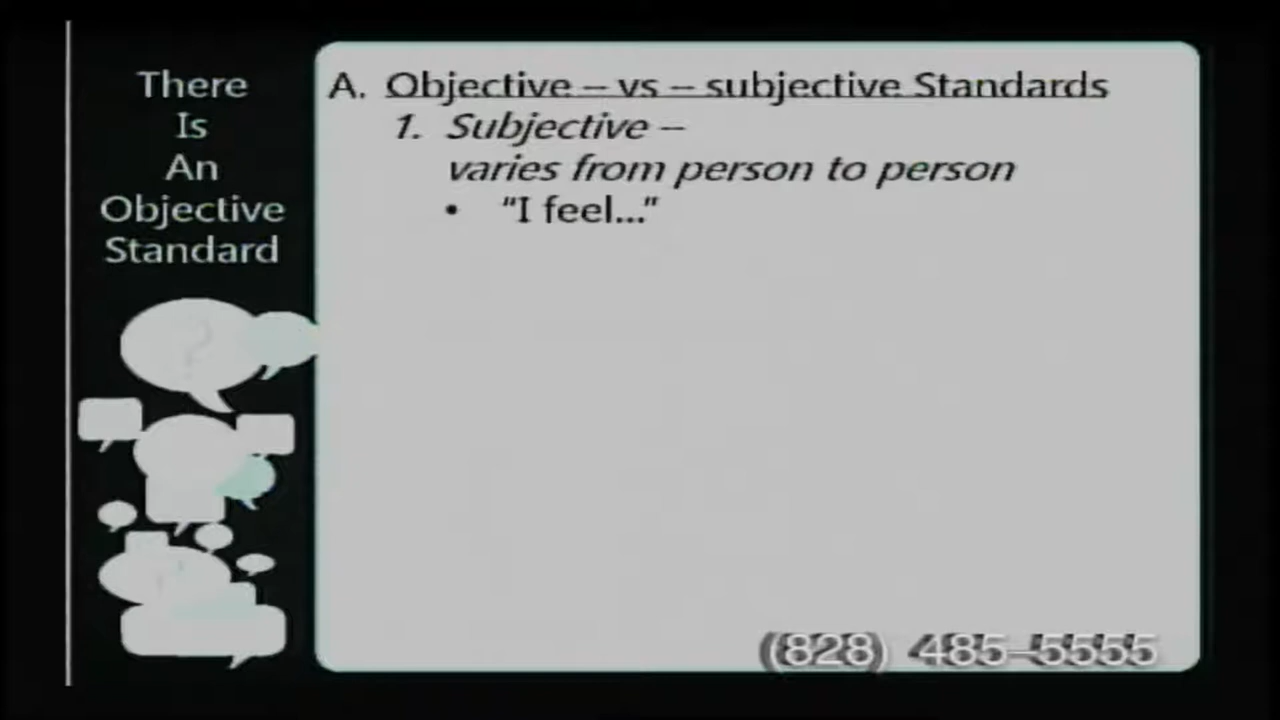 There
Is
An
Objective
Standard
A. Objective – vs – subjective Standards
1. Subjective –
varies from person to person
• "I feel..."
(828) 485-5555